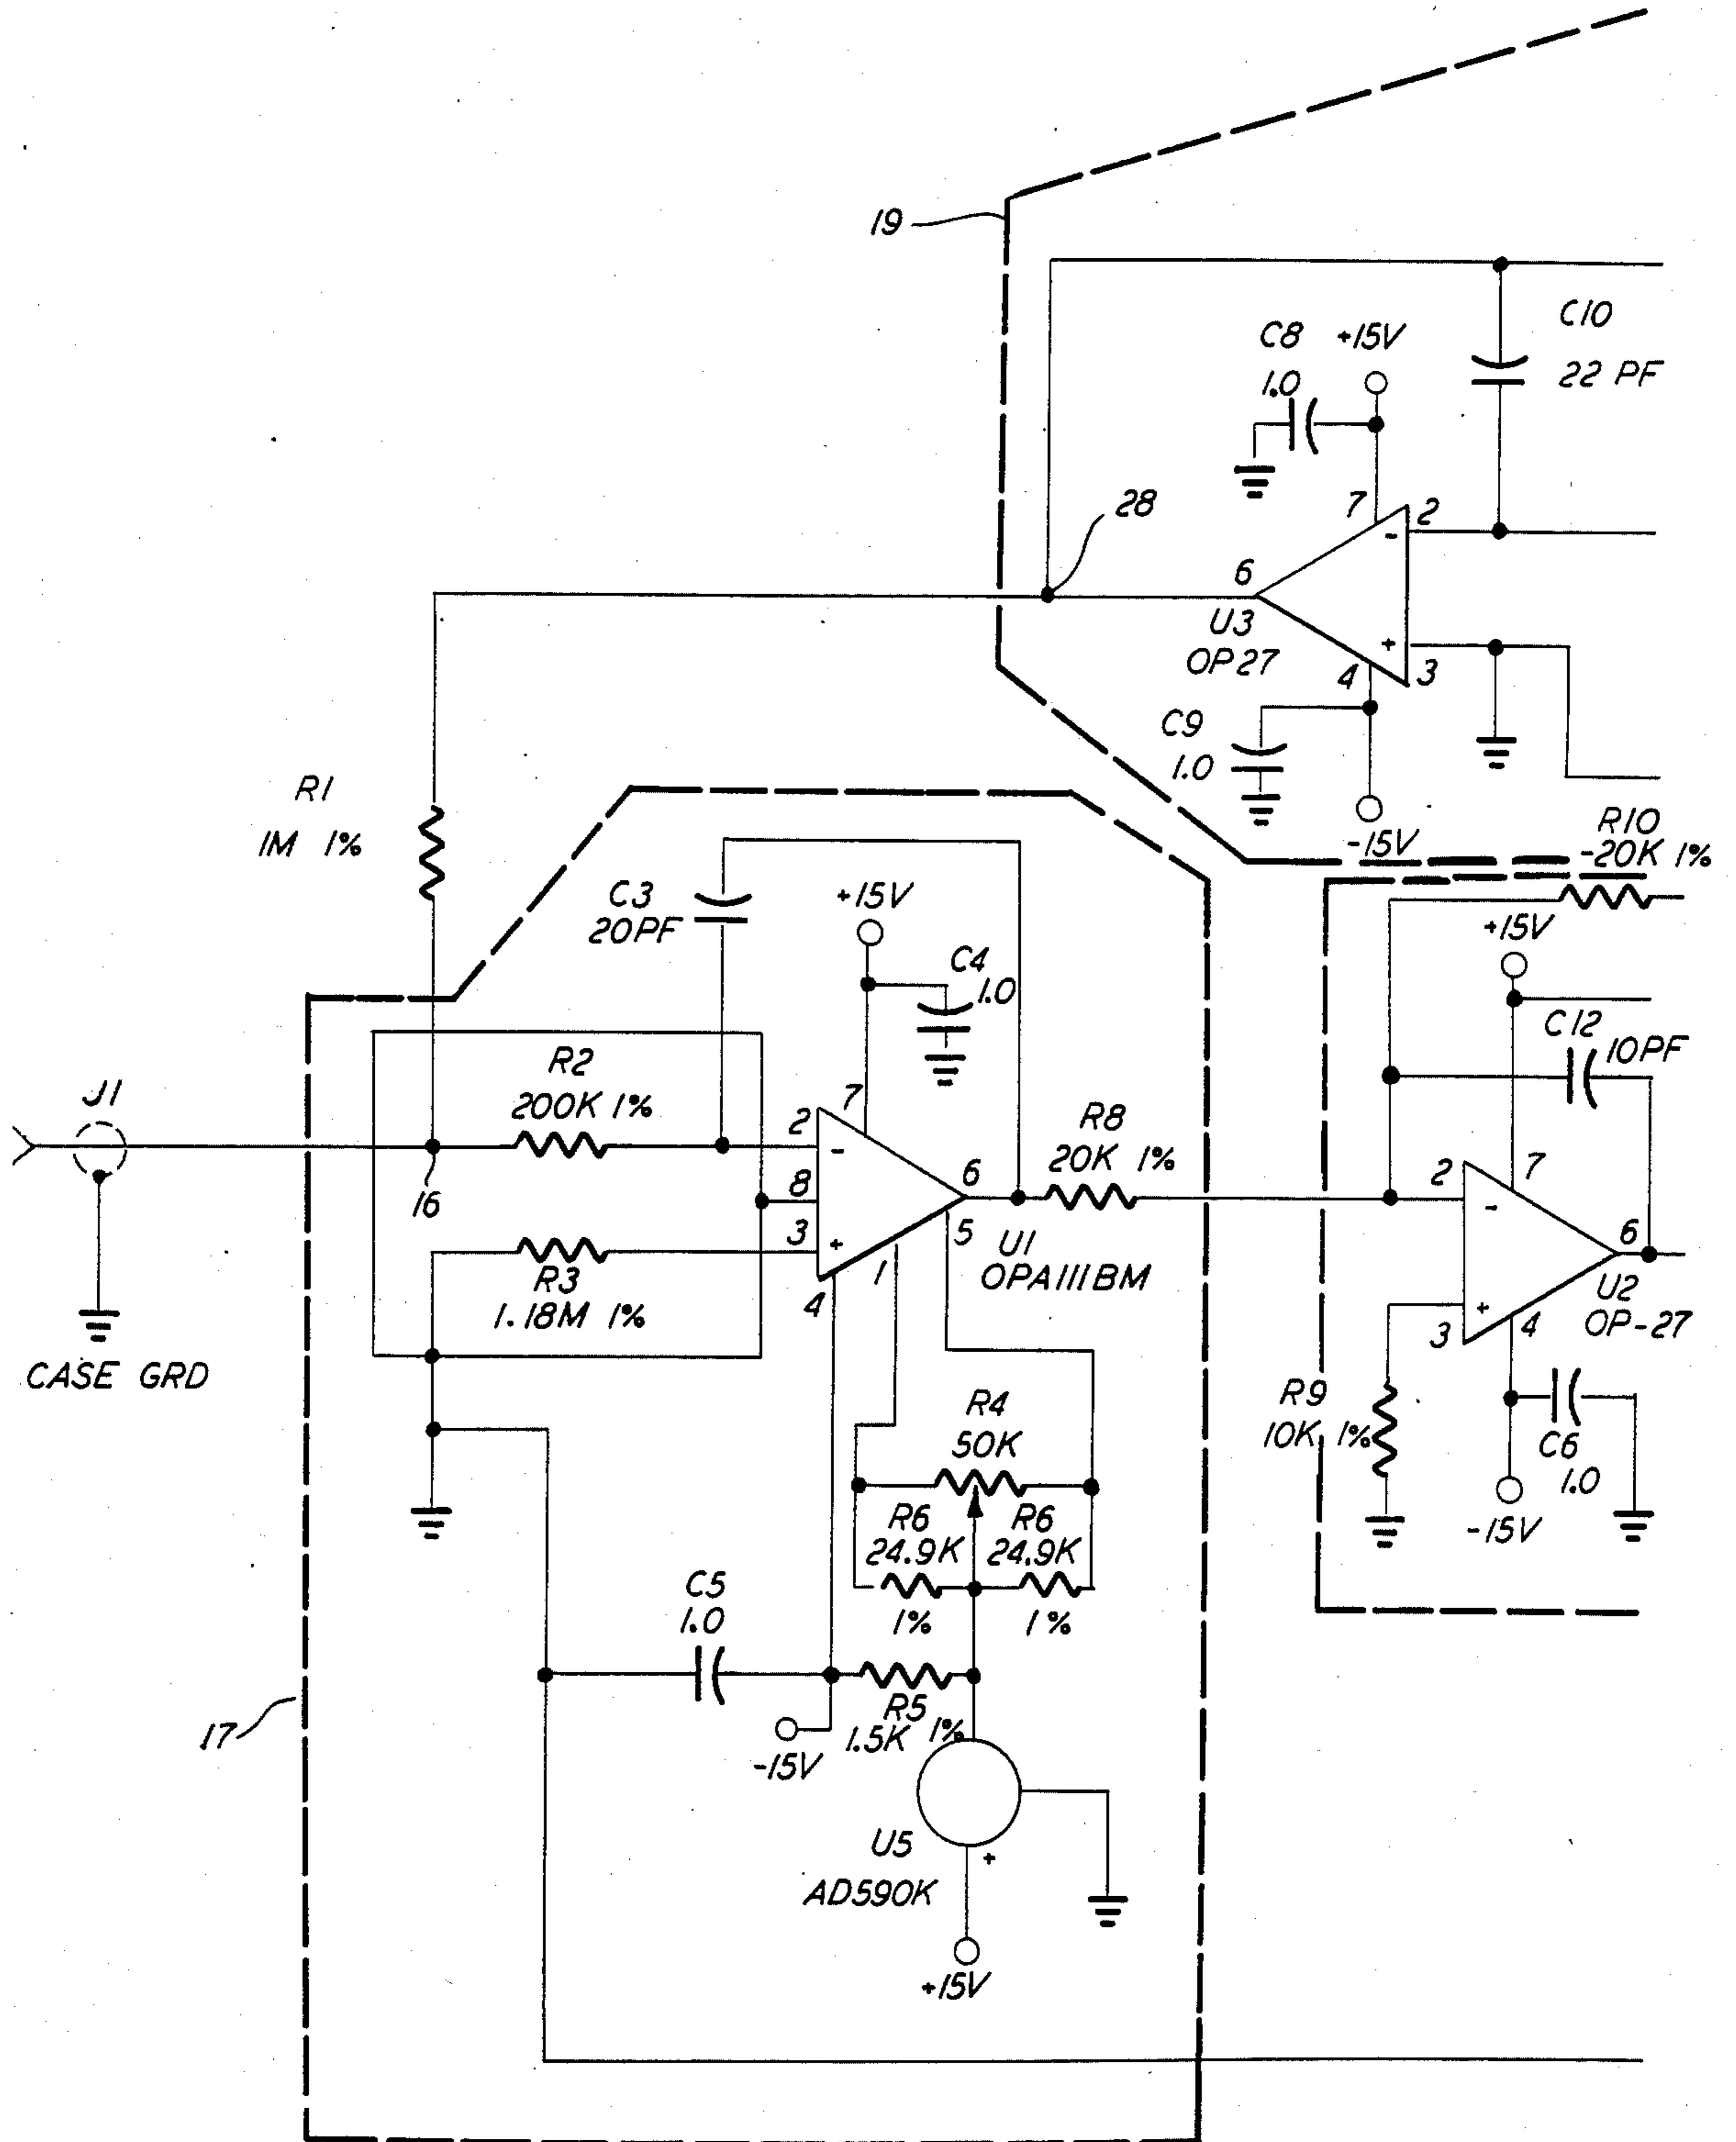 19
C10
22 PF
C8 +15V
1.0
28
7
2
-
6
U3
OP27
+
4
3
C9
1.0
-15V
R1
1M 1%
R10
-20K 1%
C3
20PF
+15V
C4
1.0
+15V
C12
10PF
R2
200K 1%
J1
7
2
-
8
3
+
6
5
1
4
U1
OPA111BM
R8
20K 1%
16
R3
1.18M 1%
2
-
7
6
U2
OP-27
+
3
4
CASE GRD
R9
10K 1%
C6
1.0
-15V
R4
50K
R6 R6
24.9K 24.9K
1% 1%
C5
1.0
R5
1.5K 1%
-15V
17
U5
+
AD590K
+15V